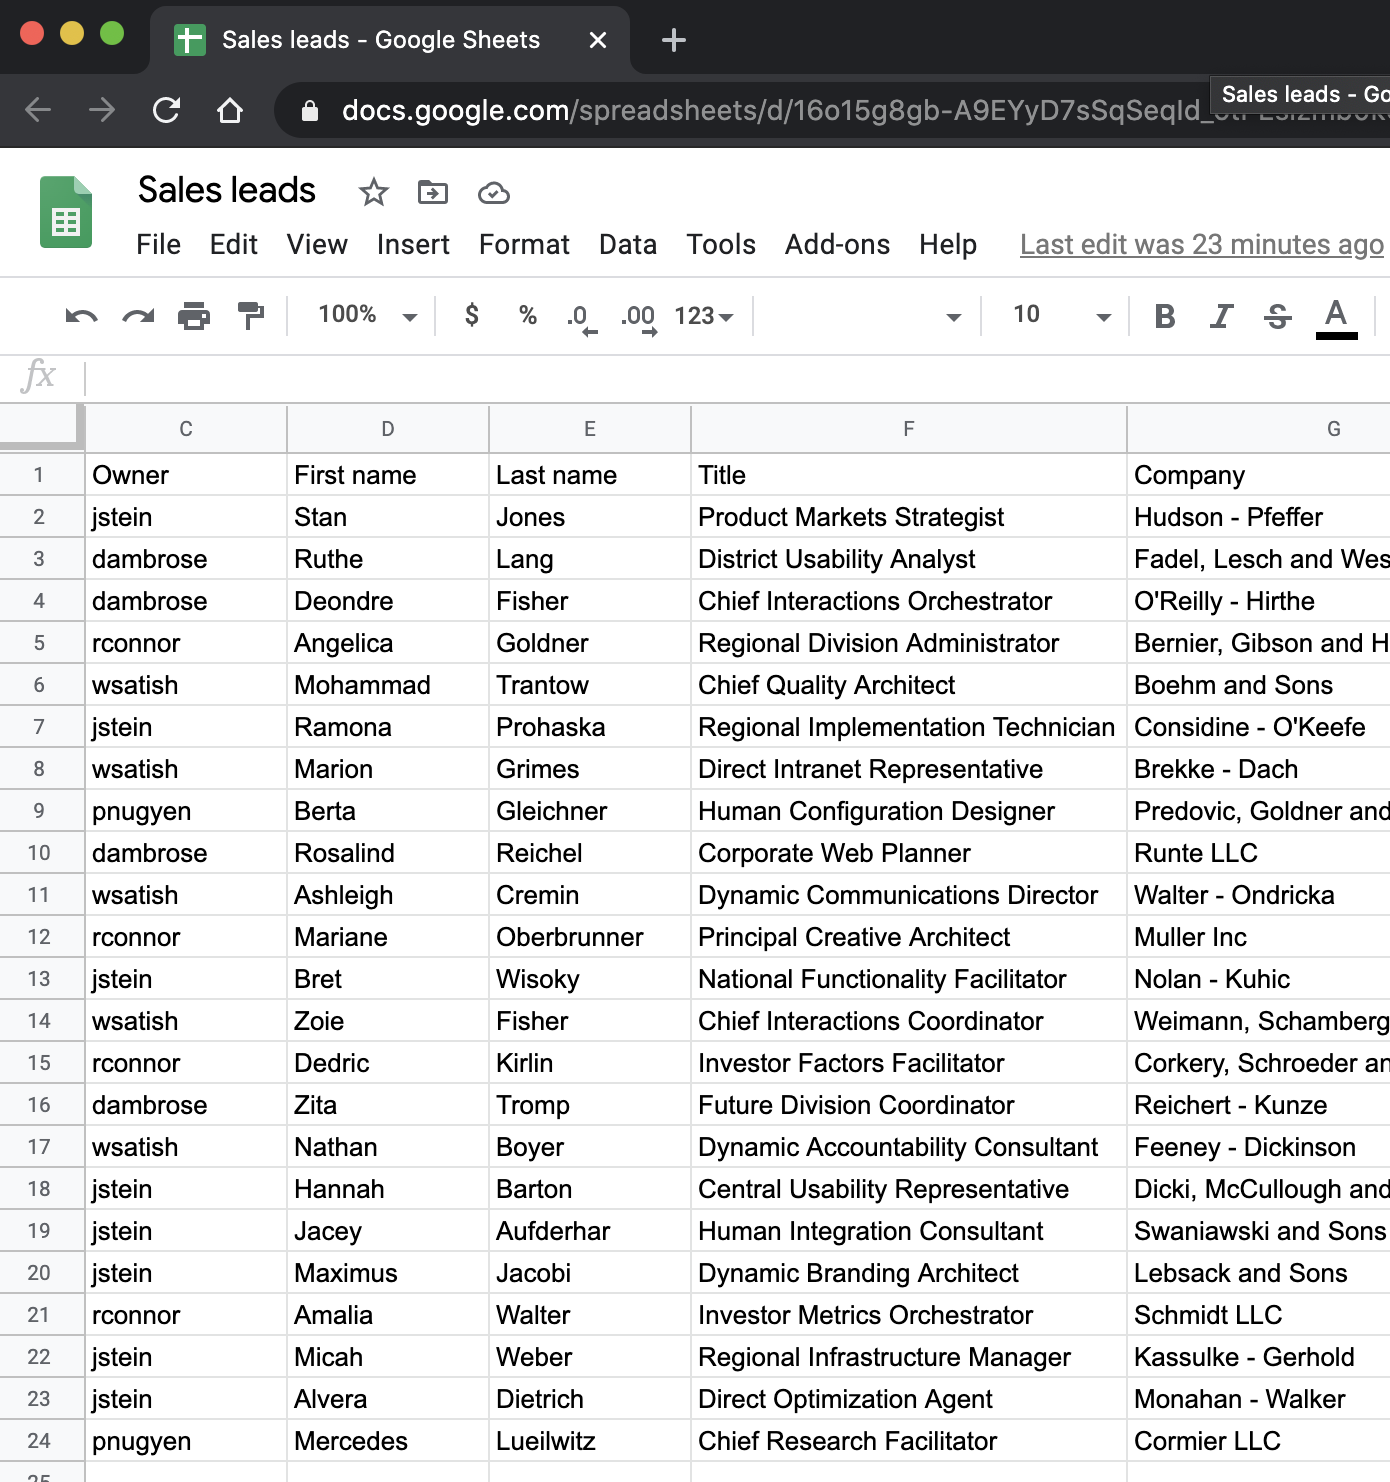 Sales leads - Google Sheets
Sales leads - Go
docs.google.com/spreadsheets/d/16o15g8gb-A9EYyD7sSqSeqId_
Sales leads
File Edit View Insert Format Data Tools Add-ons Help Last edit was 23 minutes ago
100% $ % .0 .00 123 10 B I S A
fx
C D E F G
1 Owner First name Last name Title Company
2 jstein Stan Jones Product Markets Strategist Hudson - Pfeffer
3 dambrose Ruthe Lang District Usability Analyst Fadel, Lesch and Wes
4 dambrose Deondre Fisher Chief Interactions Orchestrator O'Reilly - Hirthe
5 rconnor Angelica Goldner Regional Division Administrator Bernier, Gibson and H
6 wsatish Mohammad Trantow Chief Quality Architect Boehm and Sons
7 jstein Ramona Prohaska Regional Implementation Technician Considine - O'Keefe
8 wsatish Marion Grimes Direct Intranet Representative Brekke - Dach
9 pnugyen Berta Gleichner Human Configuration Designer Predovic, Goldner and
10 dambrose Rosalind Reichel Corporate Web Planner Runte LLC
11 wsatish Ashleigh Cremin Dynamic Communications Director Walter - Ondricka
12 rconnor Mariane Oberbrunner Principal Creative Architect Muller Inc
13 jstein Bret Wisoky National Functionality Facilitator Nolan - Kuhic
14 wsatish Zoie Fisher Chief Interactions Coordinator Weimann, Schamberg
15 rconnor Dedric Kirlin Investor Factors Facilitator Corkery, Schroeder an
16 dambrose Zita Tromp Future Division Coordinator Reichert - Kunze
17 wsatish Nathan Boyer Dynamic Accountability Consultant Feeney - Dickinson
18 jstein Hannah Barton Central Usability Representative Dicki, McCullough and
19 jstein Jacey Aufderhar Human Integration Consultant Swaniawski and Sons
20 jstein Maximus Jacobi Dynamic Branding Architect Lebsack and Sons
21 rconnor Amalia Walter Investor Metrics Orchestrator Schmidt LLC
22 jstein Micah Weber Regional Infrastructure Manager Kassulke - Gerhold
23 jstein Alvera Dietrich Direct Optimization Agent Monahan - Walker
24 pnugyen Mercedes Lueilwitz Chief Research Facilitator Cormier LLC
25